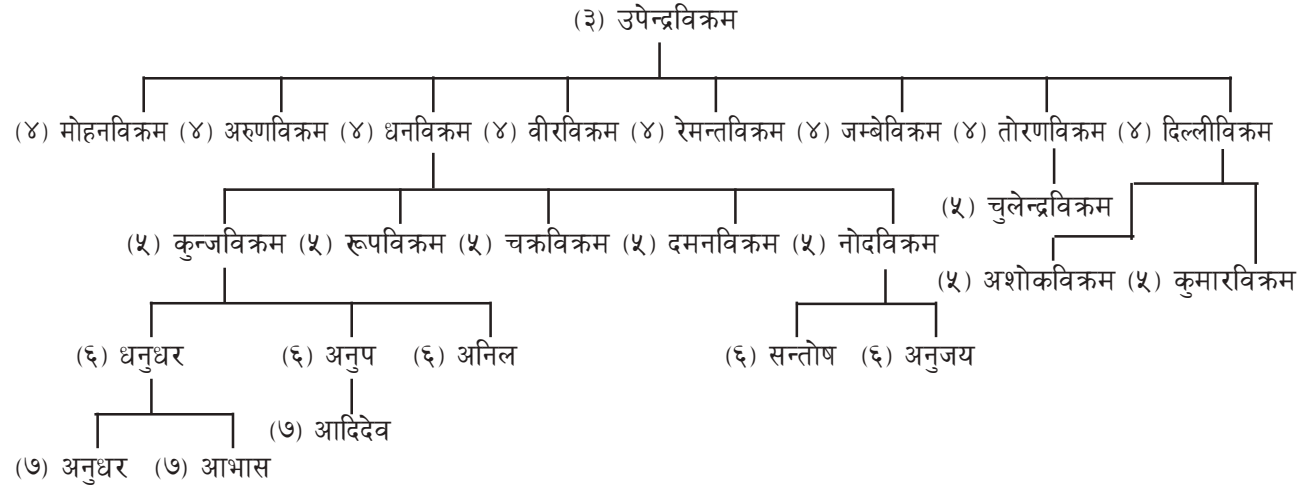 (३) उपेन्द्रविक्रम
(४) मोहनविक्रम (४) अरुणविक्रम (४) धनविक्रम (४) वीरविक्रम (४) रेमन्तविक्रम (४) जम्बेविक्रम (४) तोरणविक्रम (४) दिल्लीविक्रम
(५) चुलेन्द्रविक्रम
(५) कुन्जविक्रम (५) रूपविक्रम (५) चक्रविक्रम (५) दमनविक्रम (५) नोदविक्रम
(५) अशोकविक्रम (५) कुमारविक्रम
(६) धनुधर (६) अनुप (६) अनिल (६) सन्तोष (६) अनुजय
(७) आदिदेव
(७) अनुधर (७) आभास